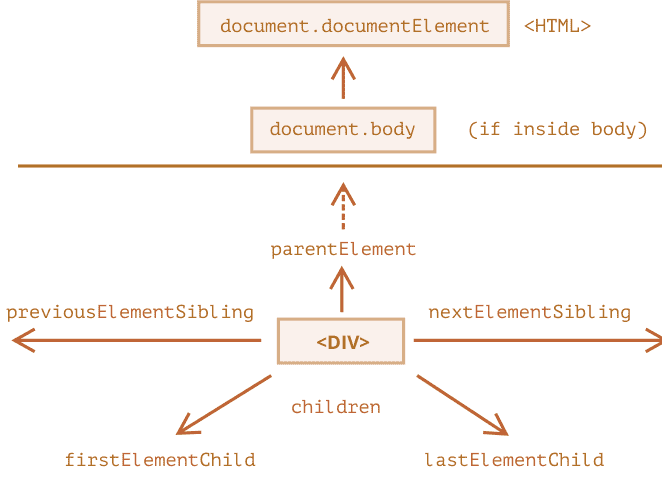 document.documentElement <HTML>
document.body (if inside body)
parentElement
previousElementSibling nextElementSibling
<DIV>
children
firstElementChild lastElementChild